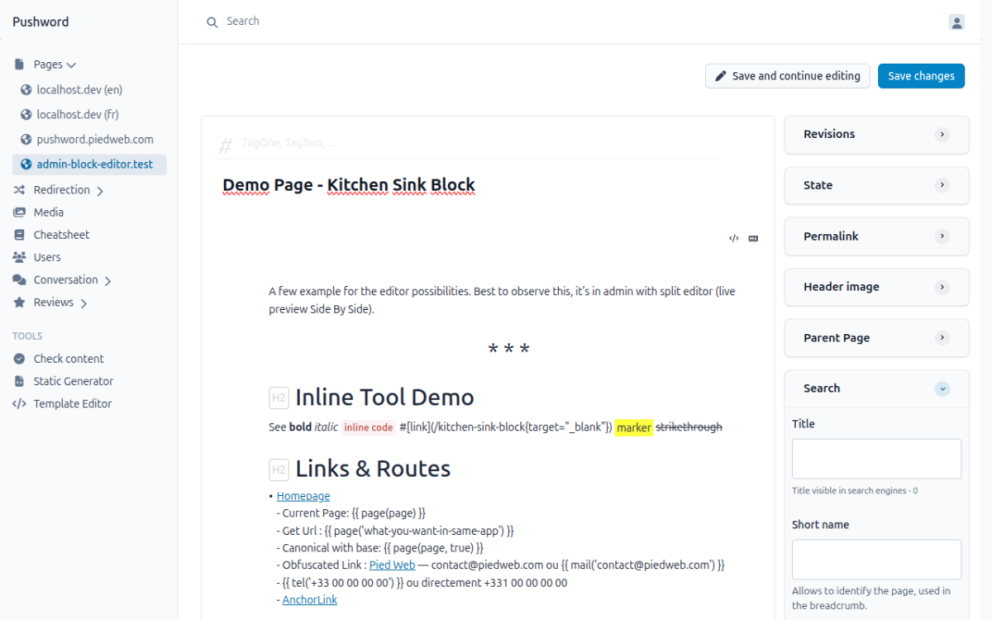 Pushword
Search
Pages
localhost.dev (en)
localhost.dev (fr)
pushword.piedweb.com
admin-block-editor.test
Redirection
Media
Cheatsheet
Users
Conversation
Reviews
TOOLS
Check content
Static Generator
Template Editor
Save and continue editing
Save changes
# TagOne, TagTwo, ...
Demo Page - Kitchen Sink Block
A few example for the editor possibilities. Best to observe this, it's in admin with split editor (live
preview Side By Side).
* * *
H2 Inline Tool Demo
See bold italic inline code #[link](/kitchen-sink-block{target="_blank"}) marker strikethrough
H2 Links & Routes
• Homepage
- Current Page: {{ page(page) }}
- Get Url : {{ page('what-you-want-in-same-app') }}
- Canonical with base: {{ page(page, true) }}
- Obfuscated Link : Pied Web — contact@piedweb.com ou {{ mail('contact@piedweb.com') }}
- {{ tel('+33 00 00 00 00') }} ou directement +331 00 00 00 00
- AnchorLink
Revisions
State
Permalink
Header image
Parent Page
Search
Title
Title visible in search engines - 0
Short name
Allows to identify the page, used in
the breadcrumb.